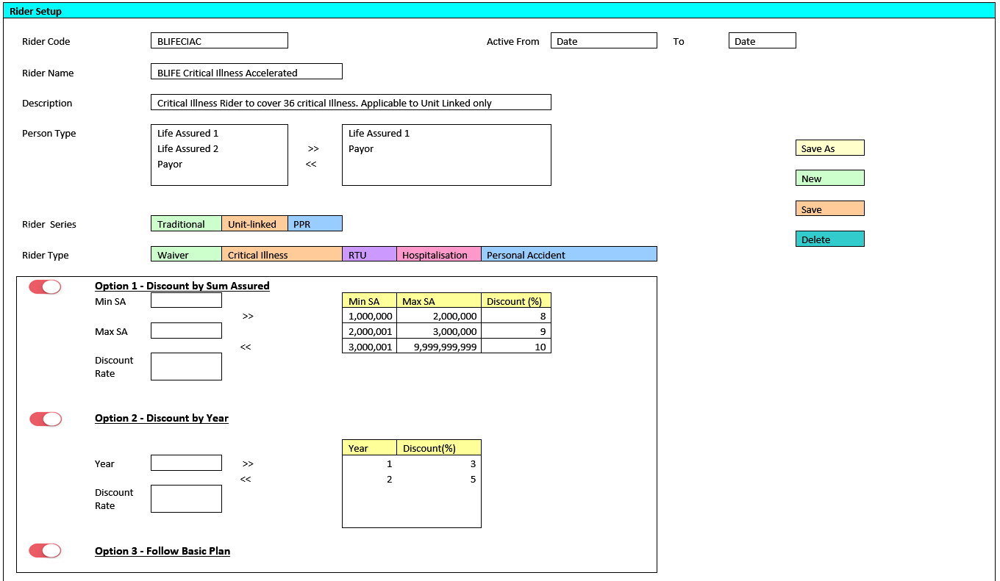 Rider Setup
Rider Code BLIFECIAC Active From Date To Date
Rider Name BLIFE Critical Illness Accelerated
Description Critical Illness Rider to cover 36 critical Illness. Applicable to Unit Linked only
Person Type Life Assured 1 Life Assured 1
Life Assured 2 >> Payor Save As
Payor <<
New
Save
Rider Series Traditional Unit-linked PPR
Delete
Rider Type Waiver Critical Illness RTU Hospitalisation Personal Accident
Option 1 - Discount by Sum Assured
Min SA Min SA Max SA Discount (%)
>> 1,000,000 2,000,000 8
Max SA 2,000,001 3,000,000 9
<< 3,000,001 9,999,999,999 10
Discount
Rate
Option 2 - Discount by Year
Year Discount(%)
Year >> 1 3
<< 2 5
Discount
Rate
Option 3 - Follow Basic Plan